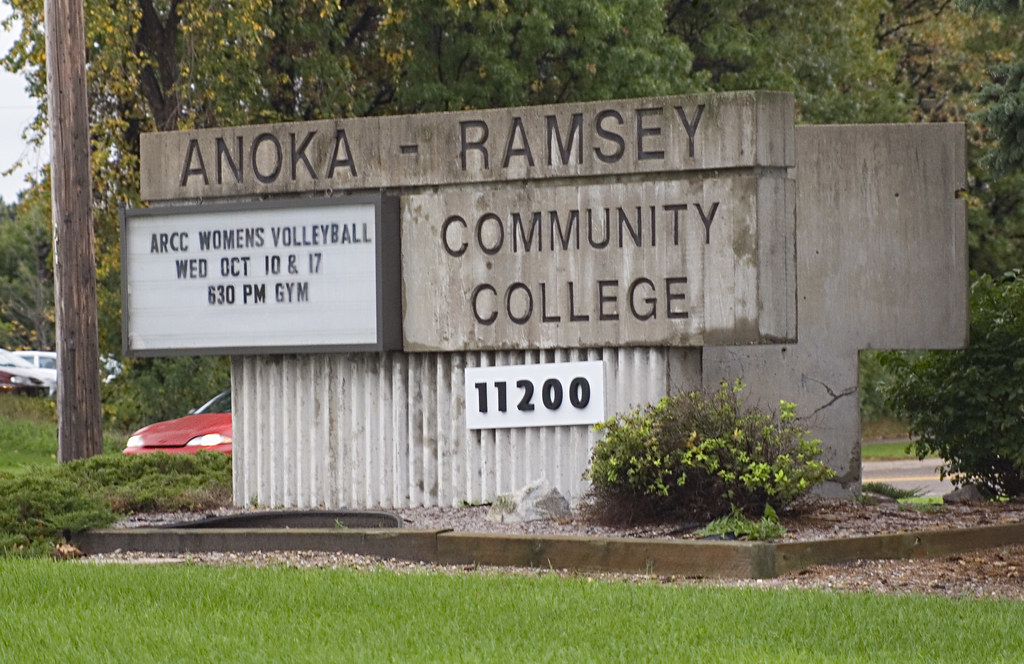 ANOKA - RAMSEY
COMMUNITY
COLLEGE
ARCC WOMENS VOLLEYBALL
WED OCT 10 & 17
630 PM GYM
11200